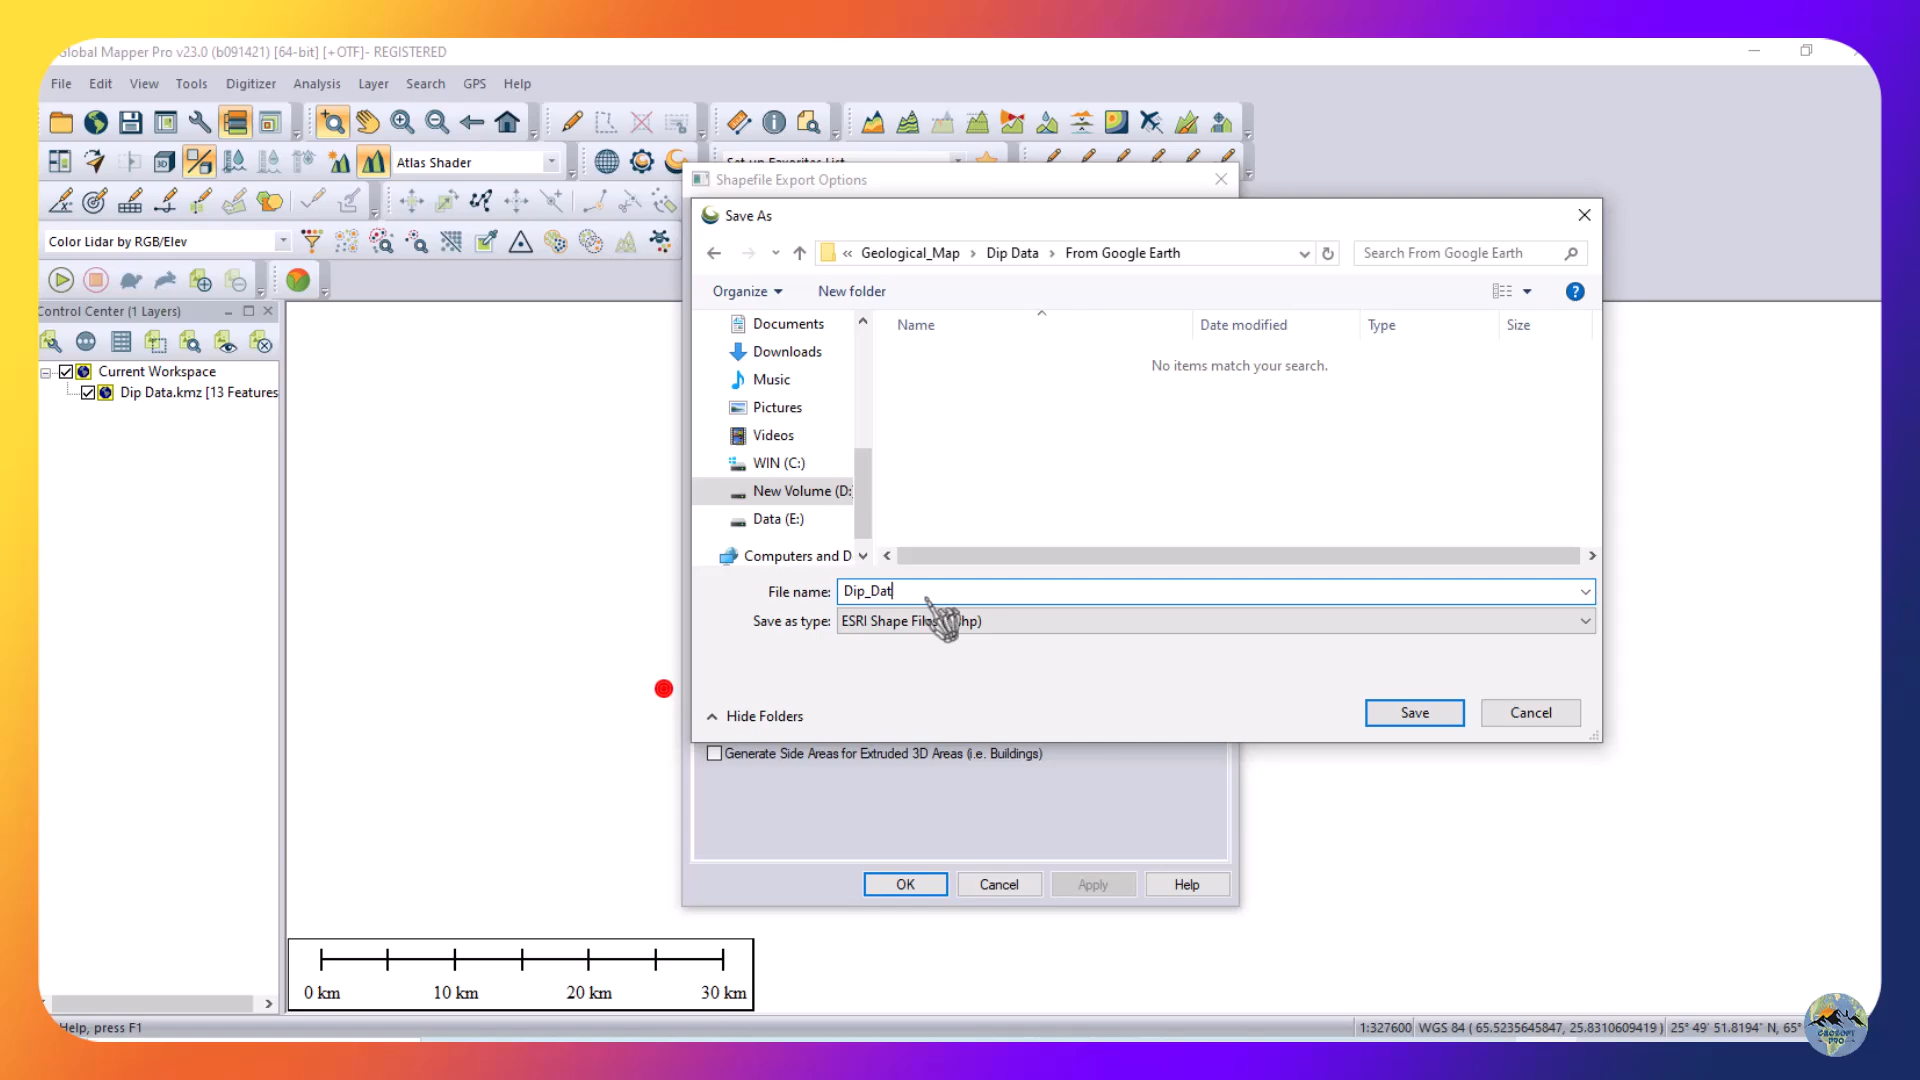 Global Mapper Pro v23.0 (b091421) [64-bit] [+OTF]- REGISTERED
File Edit View Tools Digitizer Analysis Layer Search GPS Help
3D Atlas Shader
Color Lidar by RGB/Elev
Control Center (1 Layers)
Current Workspace
Dip Data.kmz [13 Features
Shapefile Export Options
Save As
« Geological_Map › Dip Data › From Google Earth
Search From Google Earth
Organize New folder
Documents
Downloads
Music
Pictures
Videos
WIN (C:)
New Volume (D:
Data (E:)
Computers and D
Name Date modified Type Size
No items match your search.
File name: Dip_Dat
Save as type: ESRI Shape Files hp)
Hide Folders
Save Cancel
Generate Side Areas for Extruded 3D Areas (i.e. Buildings)
OK Cancel Apply Help
0 km 10 km 20 km 30 km
Help, press F1
1:327600 WGS 84 ( 65.5235645847, 25.8310609419 ) 25° 49' 51.8194" N, 65°
PRO